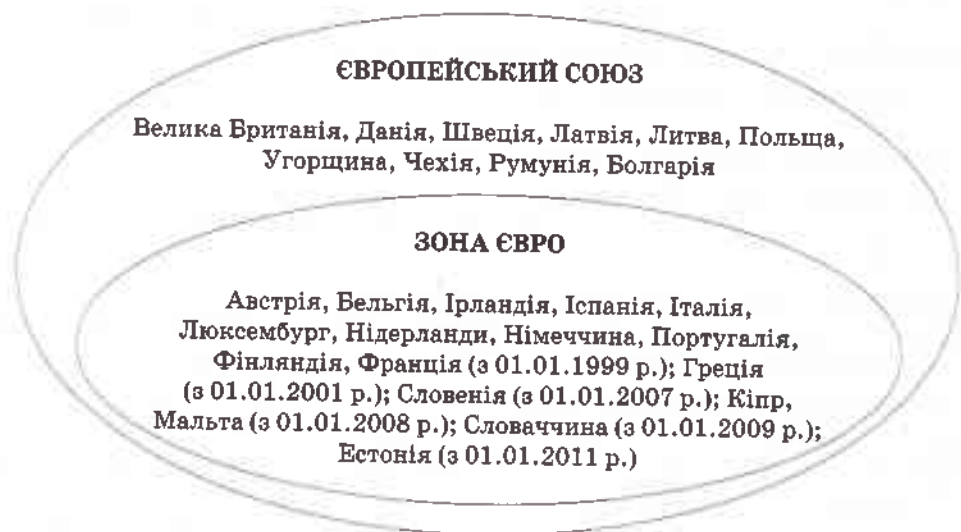 ЄВРОПЕЙСЬКИЙ СОЮЗ
Велика Британія, Данія, Швеція, Латвія, Литва, Польща,
Угорщина, Чехія, Румунія, Болгарія
ЗОНА ЄВРО
Австрія, Бельгія, Ірландія, Іспанія, Італія,
Люксембург, Нідерланди, Німеччина, Португалія,
Фінляндія, Франція (з 01.01.1999 р.); Греція
(з 01.01.2001 р.); Словенія (з 01.01.2007 р.); Кіпр,
Мальта (з 01.01.2008 р.); Словаччина (з 01.01.2009 р.);
Естонія (з 01.01.2011 р.)